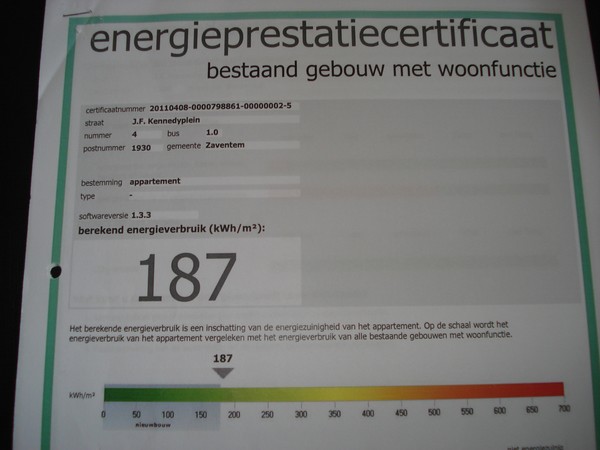 energieprestatiecertificaat
bestaand gebouw met woonfunctie
certificaatnummer 20110408-0000798861-00000002-5
straat J.F. Kennedyplein
nummer 4 bus 1.0
postnummer 1930 gemeente Zaventem
bestemming appartement
type -
softwareversie 1.3.3
berekend energieverbruik (kWh/m²):
187
Het berekende energieverbruik is een inschatting van de energiezuinigheid van het appartement. Op de schaal wordt het
energieverbruik van het appartement vergeleken met het energieverbruik van alle bestaande gebouwen met woonfunctie.
187
kWh/m²
0 50 100 150 200 250 300 350 400 450 500 550 600 650 700
nieuwbouw